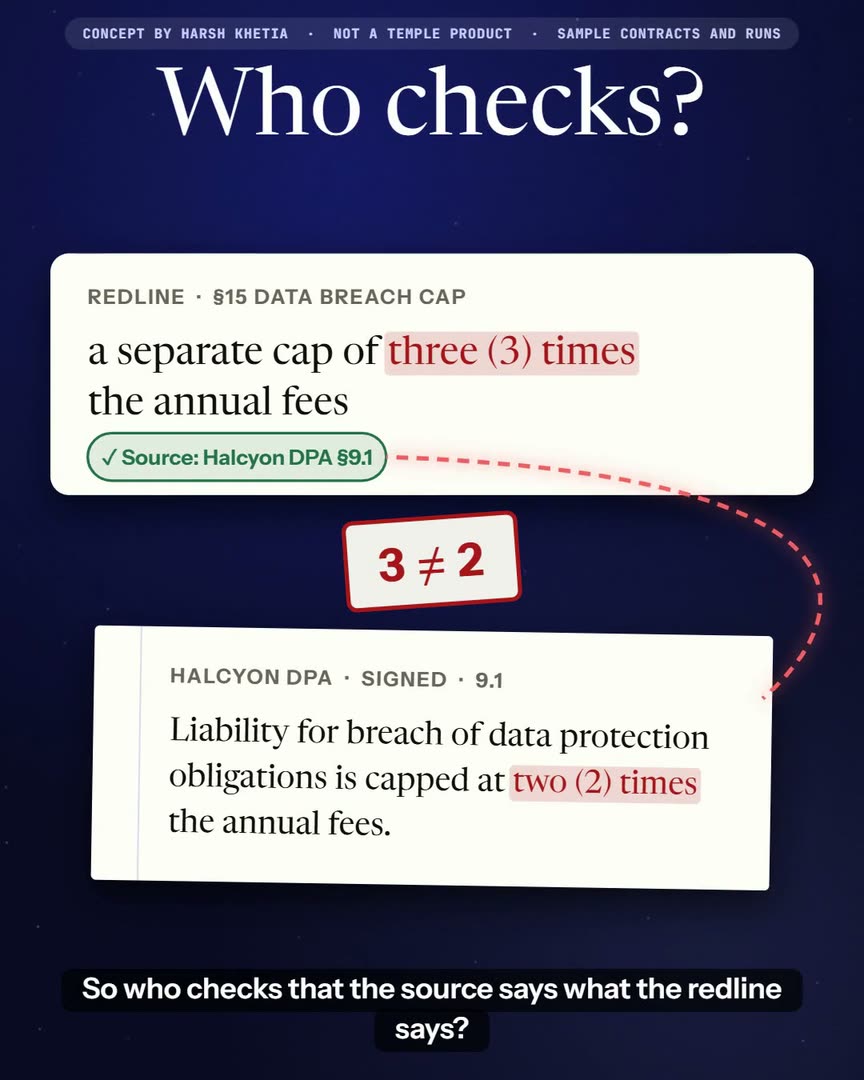 CONCEPT BY HARSH KHETIA · NOT A TEMPLE PRODUCT · SAMPLE CONTRACTS AND RUNS
Who checks?
REDLINE · §15 DATA BREACH CAP
a separate cap of three (3) times
the annual fees
✓ Source: Halcyon DPA §9.1
3 ≠ 2
HALCYON DPA · SIGNED · 9.1
Liability for breach of data protection
obligations is capped at two (2) times
the annual fees.
So who checks that the source says what the redline
says?